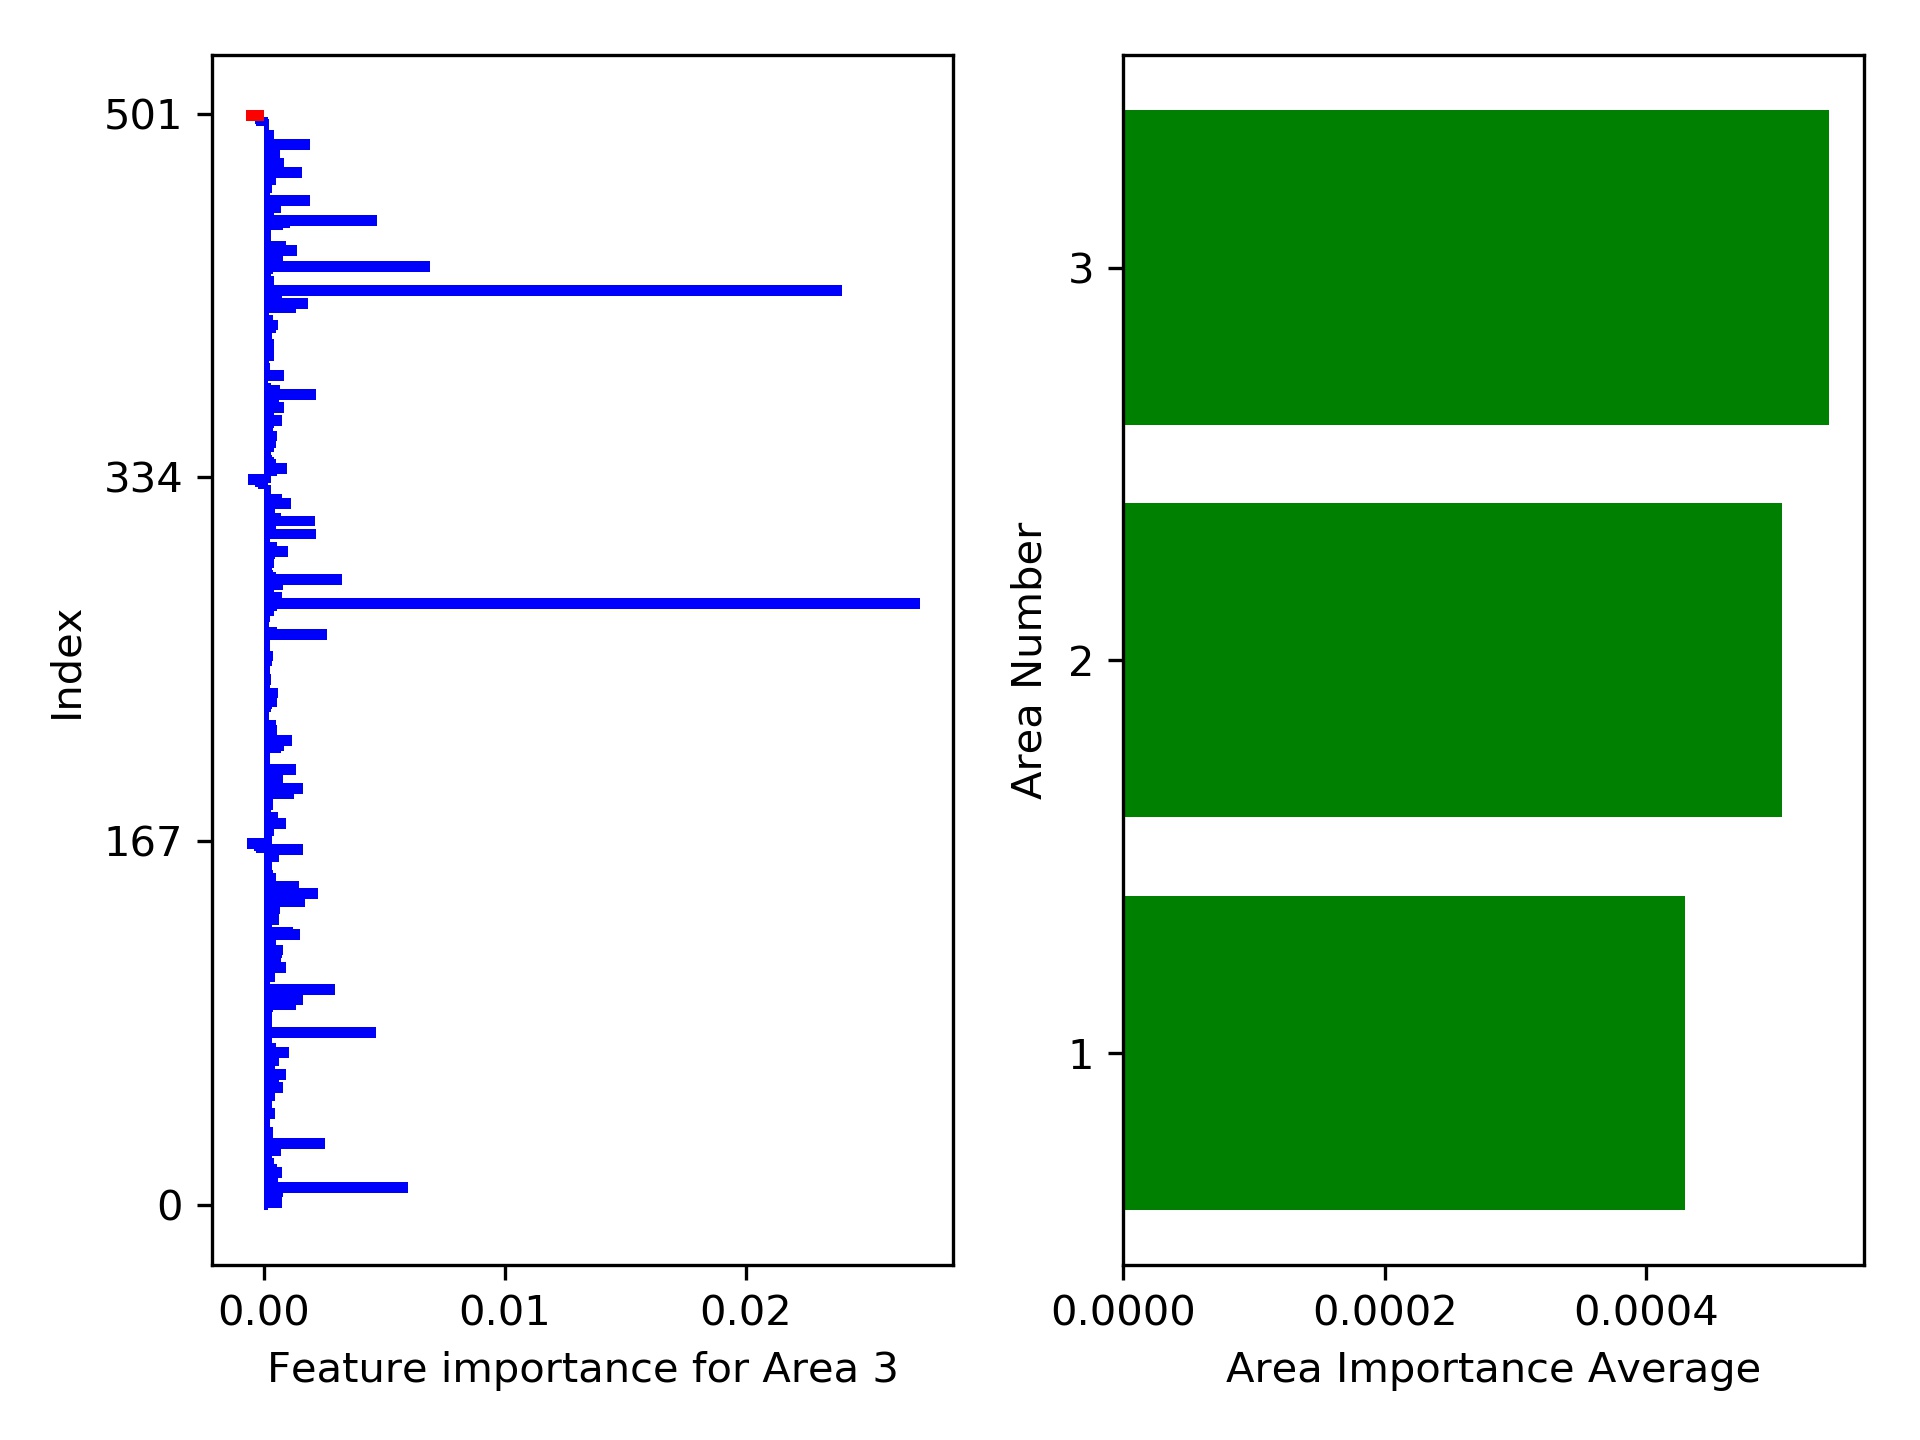 501
334
167
0
Index
0.00 0.01 0.02
Feature importance for Area 3
3
2
1
Area Number
0.0000 0.0002 0.0004
Area Importance Average